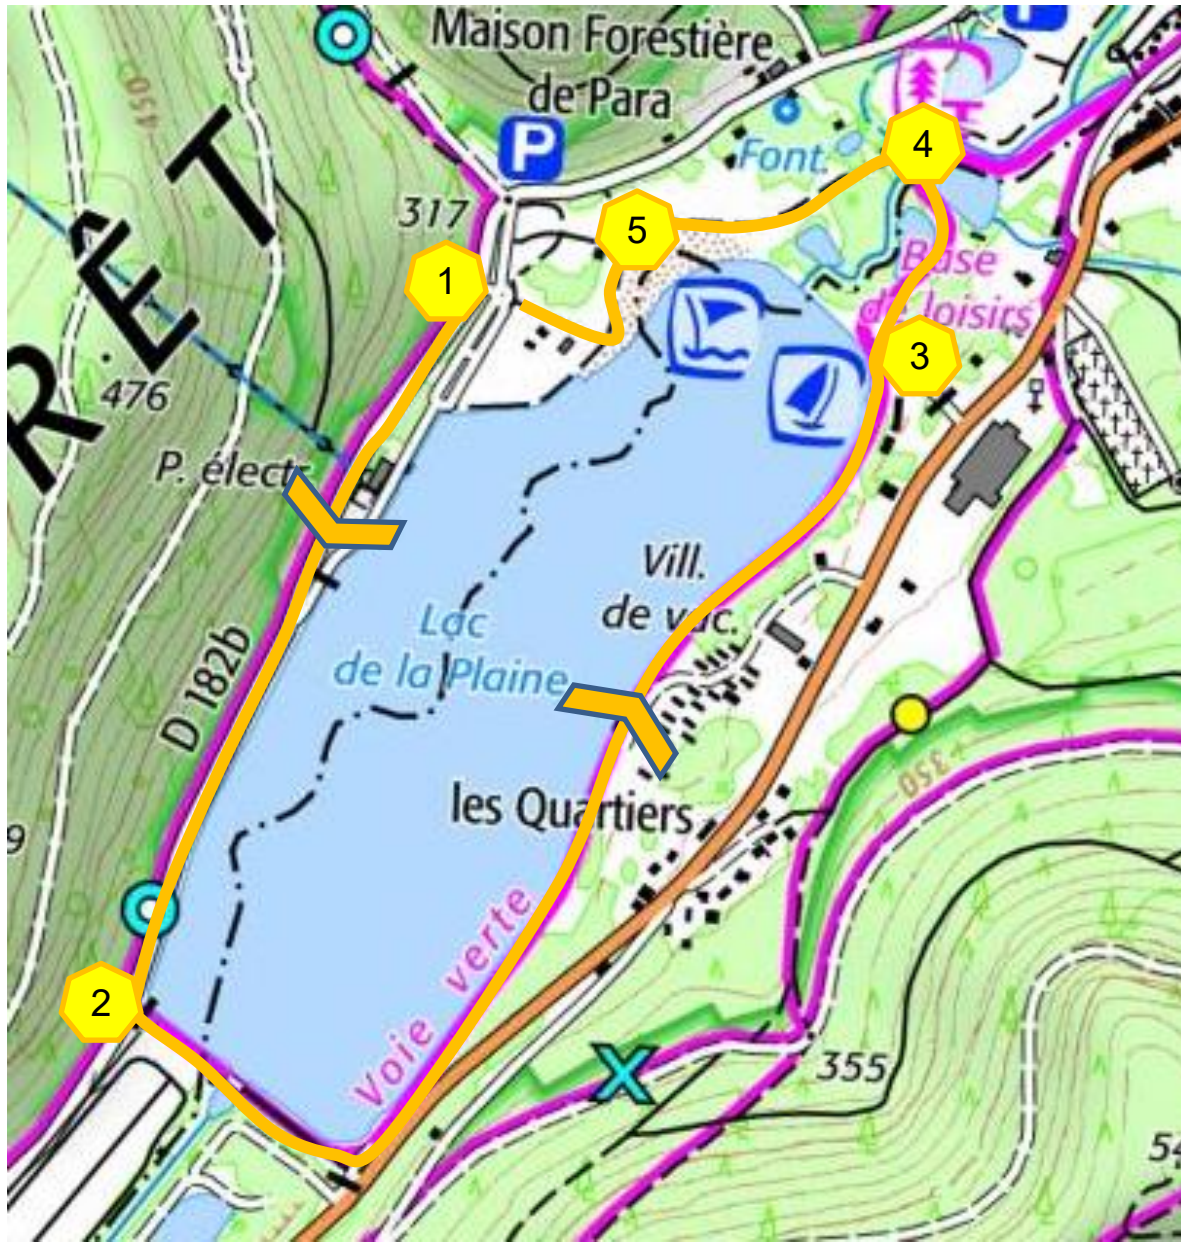 Maison Forestière
de Para
P
P
450
4
Font.
317
5
1
Base
de loisirs
3
RÊT
476
P. électr.
Vill.
de vac.
Lac
de la Plaine
D 182b
350
les Quartiers
9
Voie verte
2
X
355
54